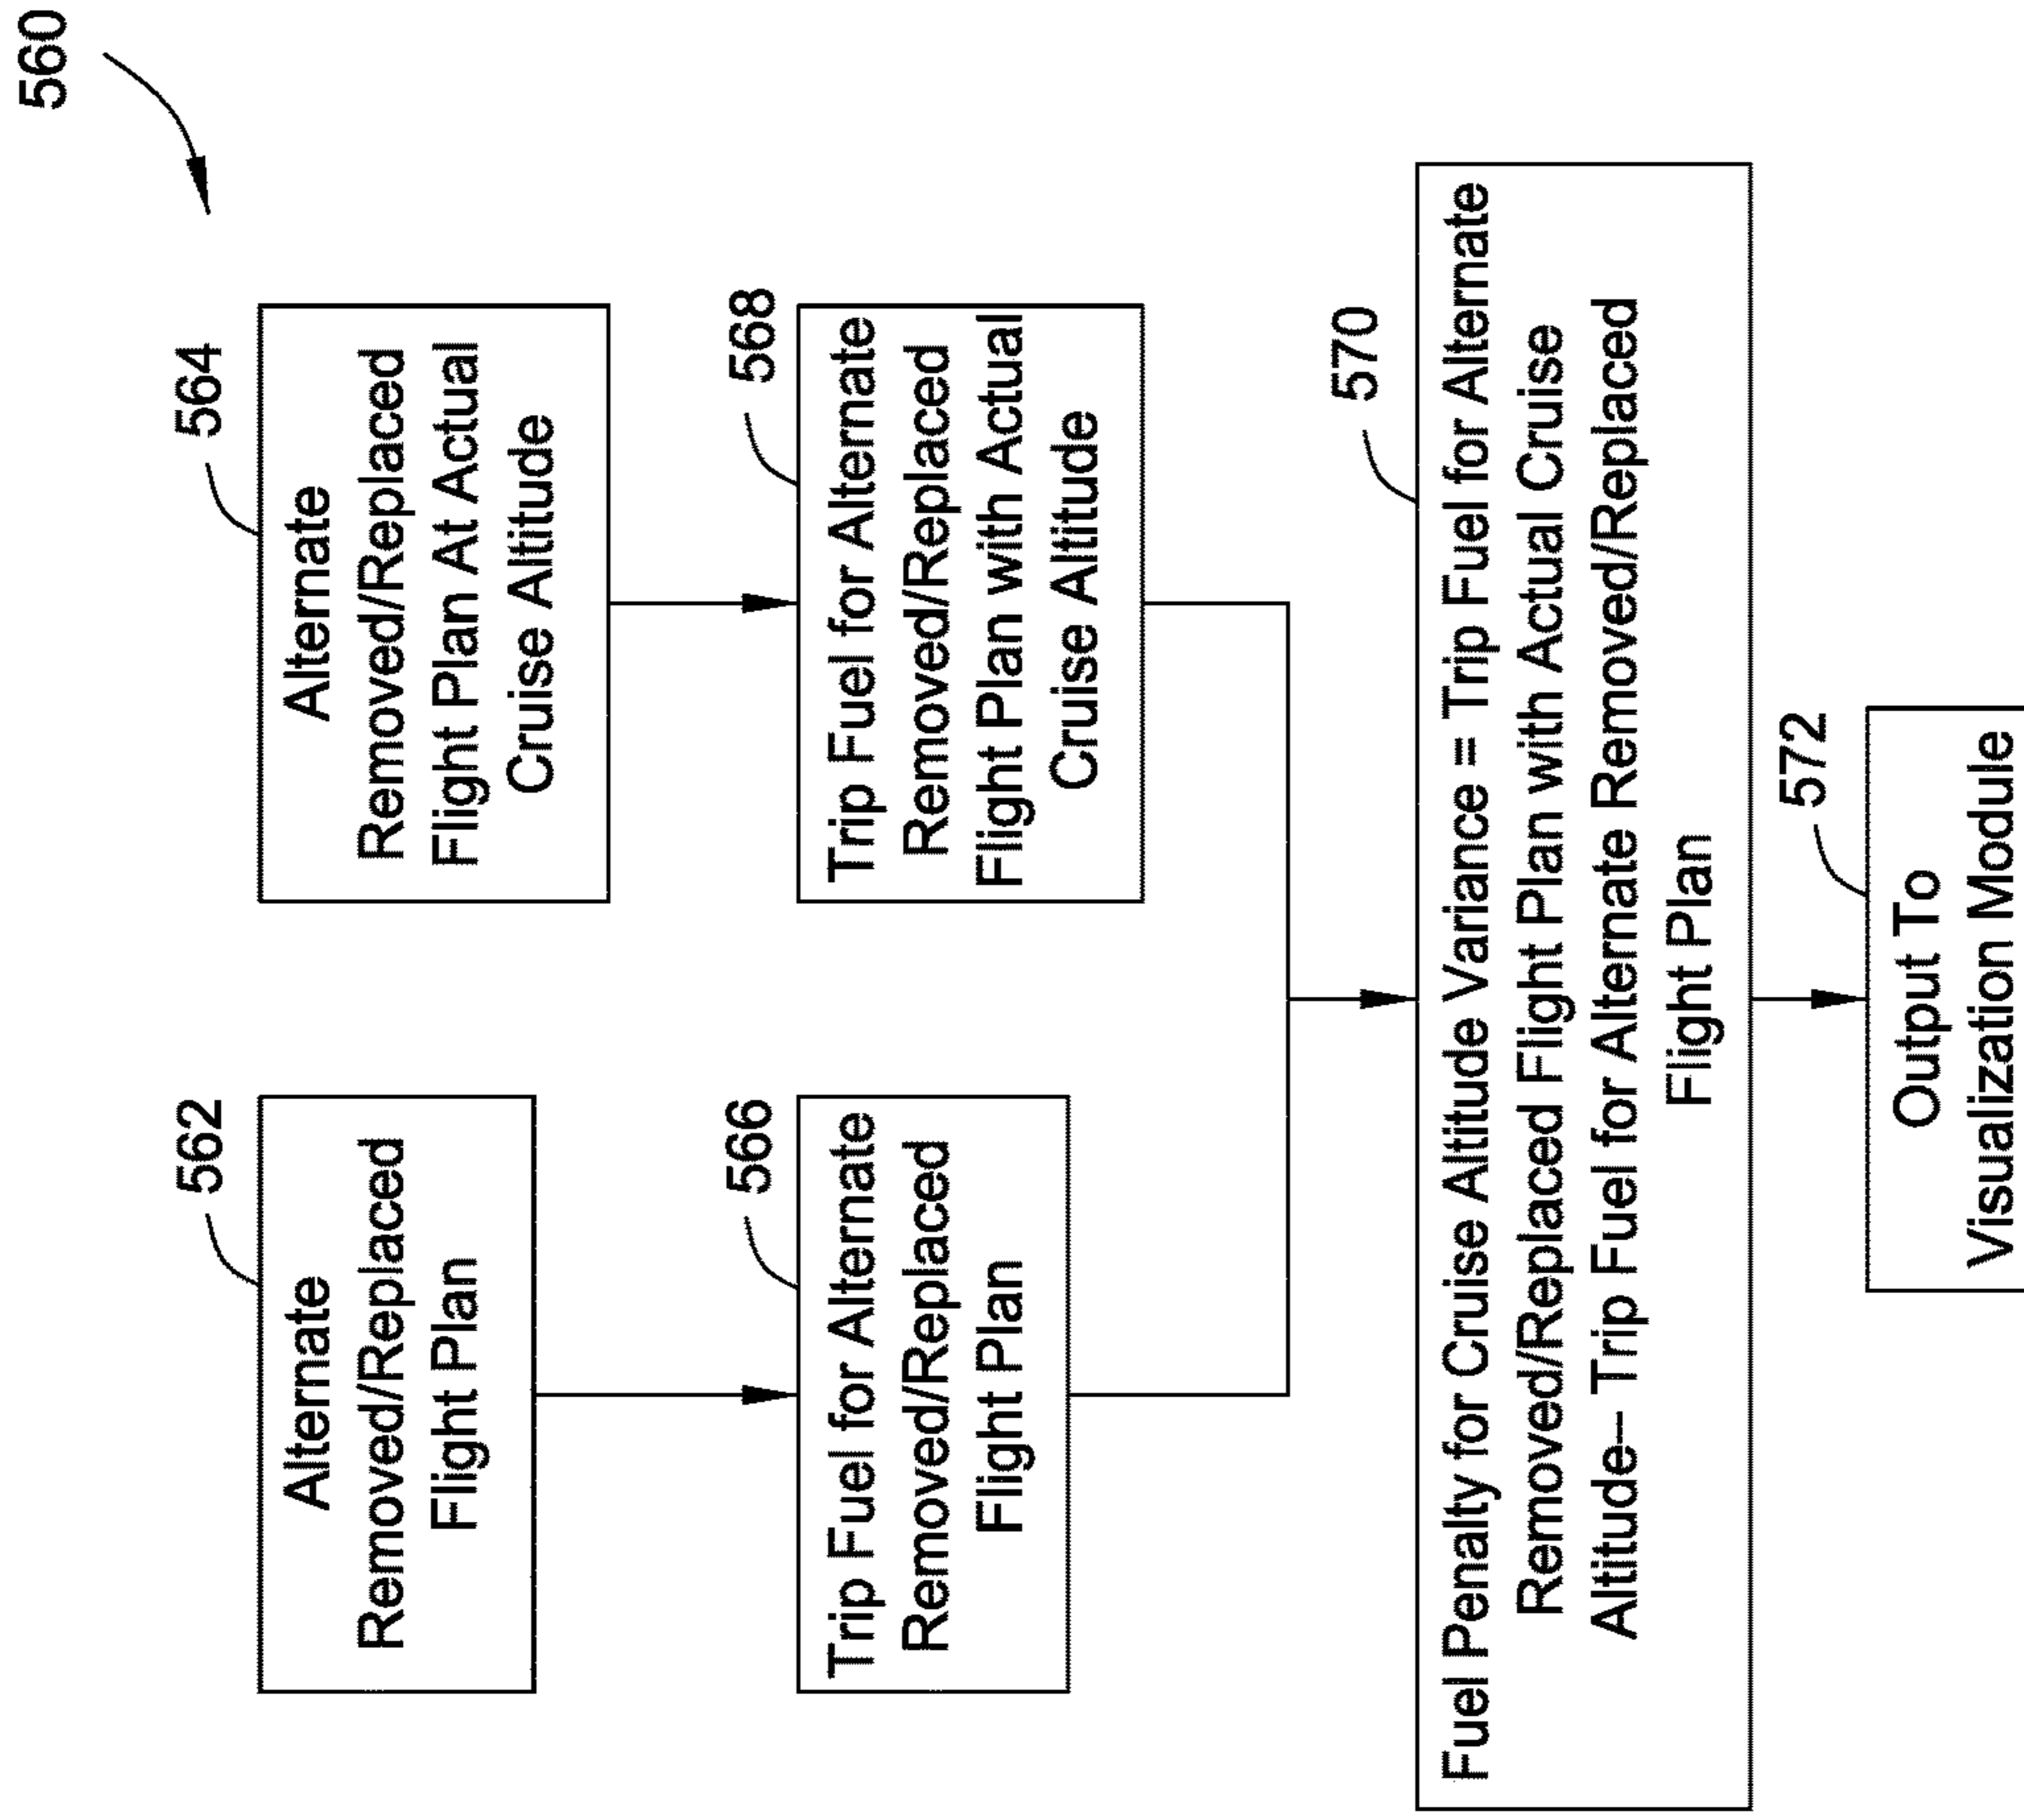 560
562
Alternate
Removed/Replaced
Flight Plan
564
Alternate
Removed/Replaced
Flight Plan At Actual
Cruise Altitude
566
Trip Fuel for Alternate
Removed/Replaced
Flight Plan
568
Trip Fuel for Alternate
Removed/Replaced
Flight Plan with Actual
Cruise Altitude
570
Fuel Penalty for Cruise Altitude Variance = Trip Fuel for Alternate
Removed/Replaced Flight Plan with Actual Cruise
Altitude– Trip Fuel for Alternate Removed/Replaced
Flight Plan
572
Output To
Visualization Module